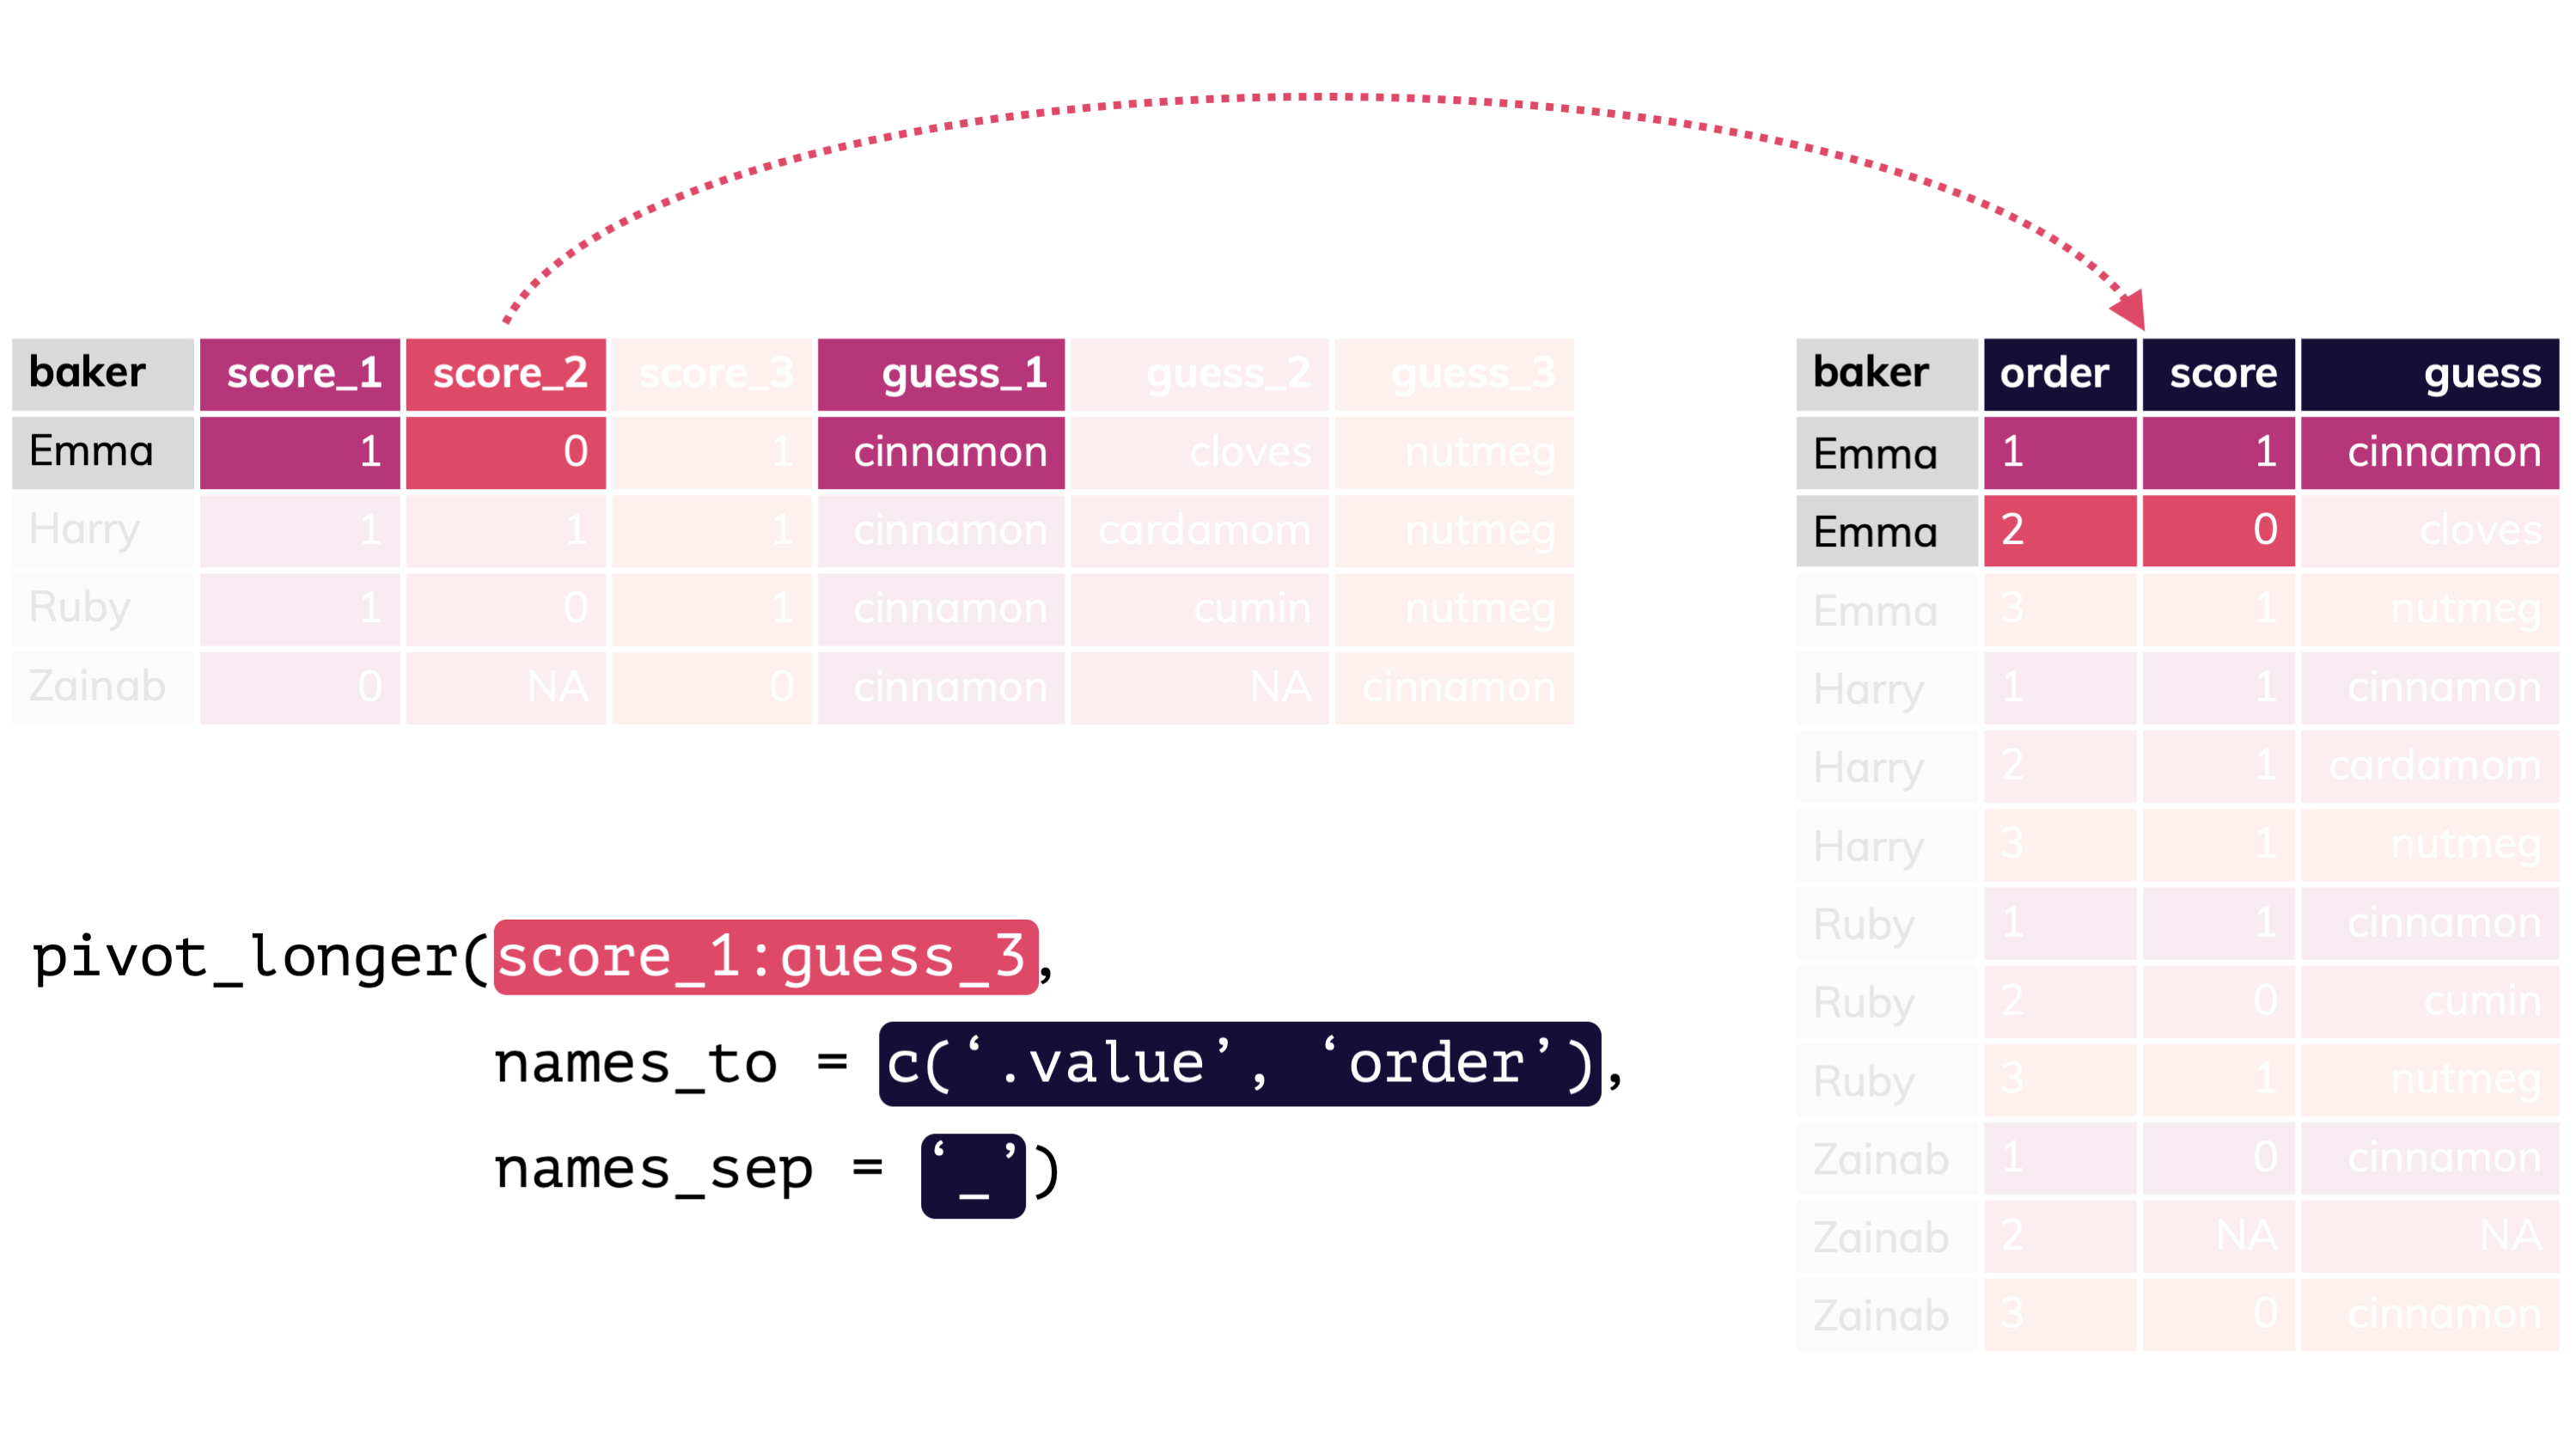 baker score_1 score_2 score_3 guess_1 guess_2 guess_3
Emma 1 0 1 cinnamon cloves nutmeg
Harry 1 1 1 cinnamon cardamom nutmeg
Ruby 1 0 1 cinnamon cumin nutmeg
Zainab 0 NA 0 cinnamon NA cinnamon
baker order score guess
Emma 1 1 cinnamon
Emma 2 0 cloves
Emma 3 1 nutmeg
Harry 1 1 cinnamon
Harry 2 1 cardamom
Harry 3 1 nutmeg
Ruby 1 1 cinnamon
Ruby 2 0 cumin
Ruby 3 1 nutmeg
Zainab 1 0 cinnamon
Zainab 2 NA NA
Zainab 3 0 cinnamon
pivot_longer(score_1:guess_3,
names_to = c(‘.value’, ‘order’),
names_sep = ‘_’)